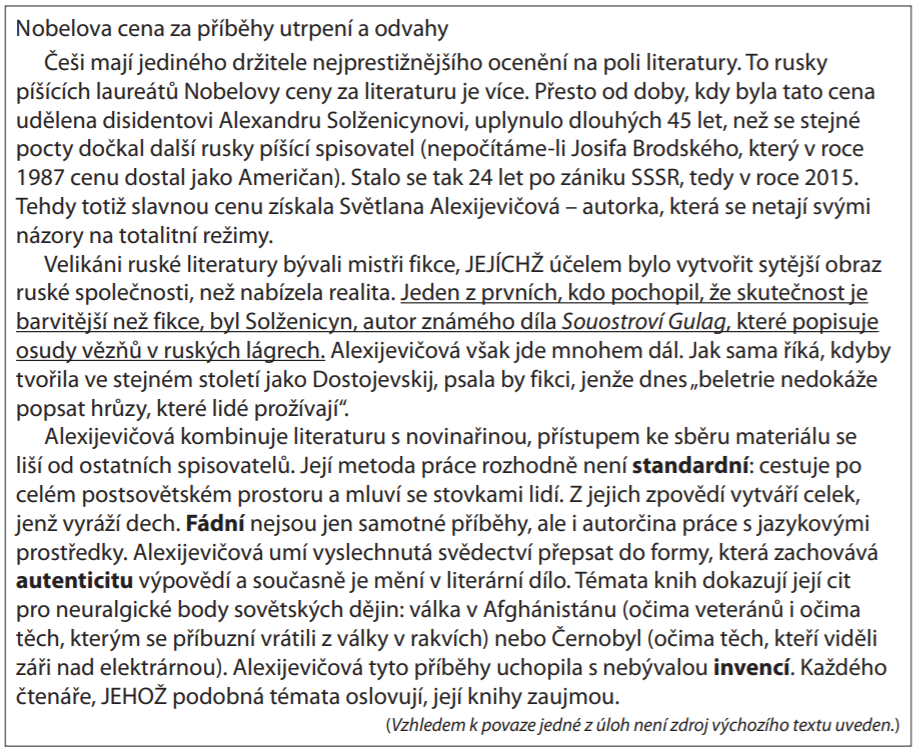 Nobelova cena za příběhy utrpení a odvahy
Češi mají jediného držitele nejprestižnějšího ocenění na poli literatury. To rusky
píšících laureátů Nobelovy ceny za literaturu je více. Přesto od doby, kdy byla tato cena
udělena disidentovi Alexandru Solženicynovi, uplynulo dlouhých 45 let, než se stejné
pocty dočkal další rusky píšící spisovatel (nepočítáme-li Josifa Brodského, který v roce
1987 cenu dostal jako Američan). Stalo se tak 24 let po zániku SSSR, tedy v roce 2015.
Tehdy totiž slavnou cenu získala Světlana Alexijevičová – autorka, která se netají svými
názory na totalitní režimy.
Velikáni ruské literatury bývali mistři fikce, JEJÍCHŽ účelem bylo vytvořit sytější obraz
ruské společnosti, než nabízela realita. Jeden z prvních, kdo pochopil, že skutečnost je
barvitější než fikce, byl Solženicyn, autor známého díla Souostroví Gulag, které popisuje
osudy vězňů v ruských lágrech. Alexijevičová však jde mnohem dál. Jak sama říká, kdyby
tvořila ve stejném století jako Dostojevskij, psala by fikci, jenže dnes „beletrie nedokáže
popsat hrůzy, které lidé prožívají“.
Alexijevičová kombinuje literaturu s novinařinou, přístupem ke sběru materiálu se
liší od ostatních spisovatelů. Její metoda práce rozhodně není standardní: cestuje po
celém postsovětském prostoru a mluví se stovkami lidí. Z jejich zpovědí vytváří celek,
jenž vyráží dech. Fádní nejsou jen samotné příběhy, ale i autorčina práce s jazykovými
prostředky. Alexijevičová umí vyslechnutá svědectví přepsat do formy, která zachovává
autenticitu výpovědí a současně je mění v literární dílo. Témata knih dokazují její cit
pro neuralgické body sovětských dějin: válka v Afghánistánu (očima veteránů i očima
těch, kterým se příbuzní vrátili z války v rakvích) nebo Černobyl (očima těch, kteří viděli
záři nad elektrárnou). Alexijevičová tyto příběhy uchopila s nebývalou invencí. Každého
čtenáře, JEHOŽ podobná témata oslovují, její knihy zaujmou.
(Vzhledem k povaze jedné z úloh není zdroj výchozího textu uveden.)